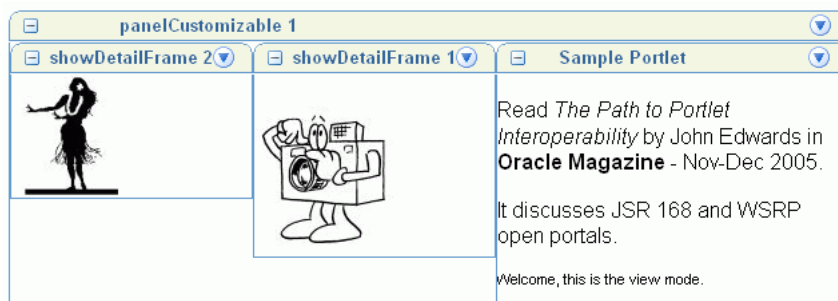 panelCustomizable 1
showDetailFrame 2
showDetailFrame 1
Sample Portlet
Read The Path to Portlet
Interoperability by John Edwards in
Oracle Magazine - Nov-Dec 2005.
It discusses JSR 168 and WSRP
open portals.
Welcome, this is the view mode.